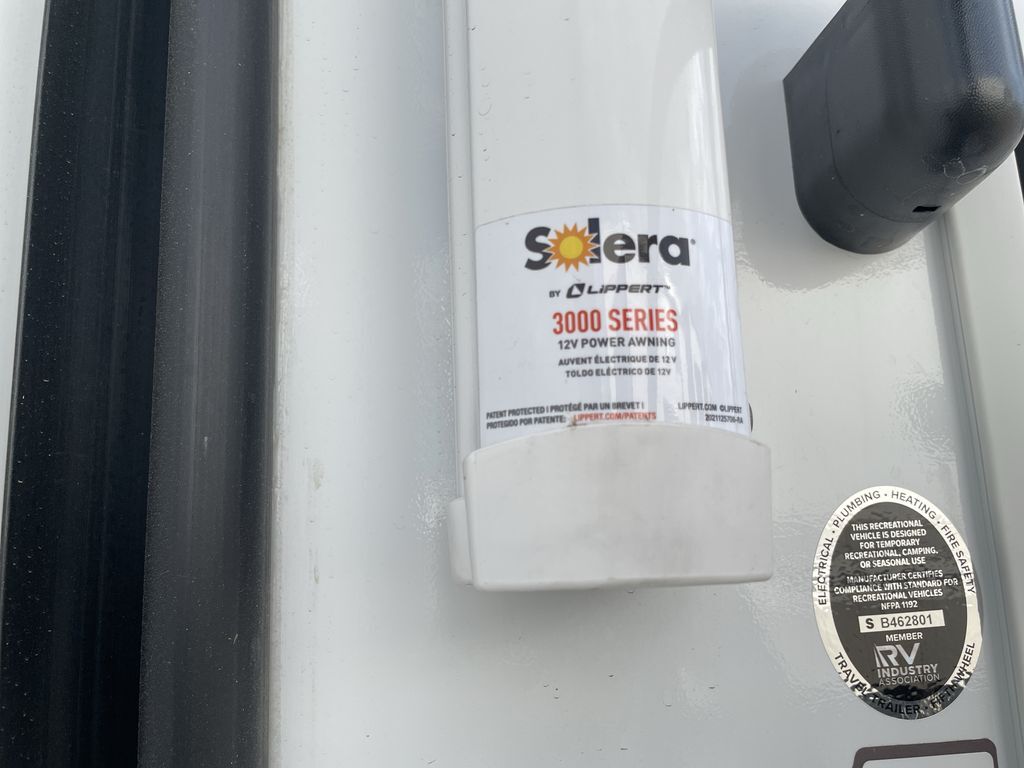 Solera
BY LiPPERT™
3000 SERIES
12V POWER AWNING
AUVENT ÉLECTRIQUE DE 12 V
TOLDO ELÉCTRICO DE 12V
PATENT PROTECTED | PROTÉGÉ PAR UN BREVET |
PROTEGIDO POR PATENTE: LIPPERT.COM/PATENTS
LIPPERT.COM ©LIPPERT
ELECTRICAL • PLUMBING • HEATING • FIRE SAFETY
THIS RECREATIONAL
VEHICLE IS DESIGNED
FOR TEMPORARY
RECREATIONAL, CAMPING,
OR SEASONAL USE
MANUFACTURER CERTIFIES
COMPLIANCE WITH STANDARD FOR
RECREATIONAL VEHICLES
NFPA 1192
S B462801
MEMBER
RV
INDUSTRY
ASSOCIATION
TRAVEL TRAILER • FIFTH WHEEL